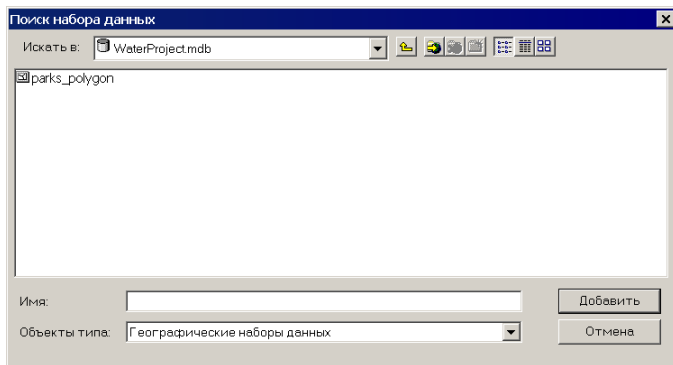 Поиск набора данных
Искать в: WaterProject.mdb
parks_polygon
Имя:
Добавить
Объекты типа: Географические наборы данных
Отмена